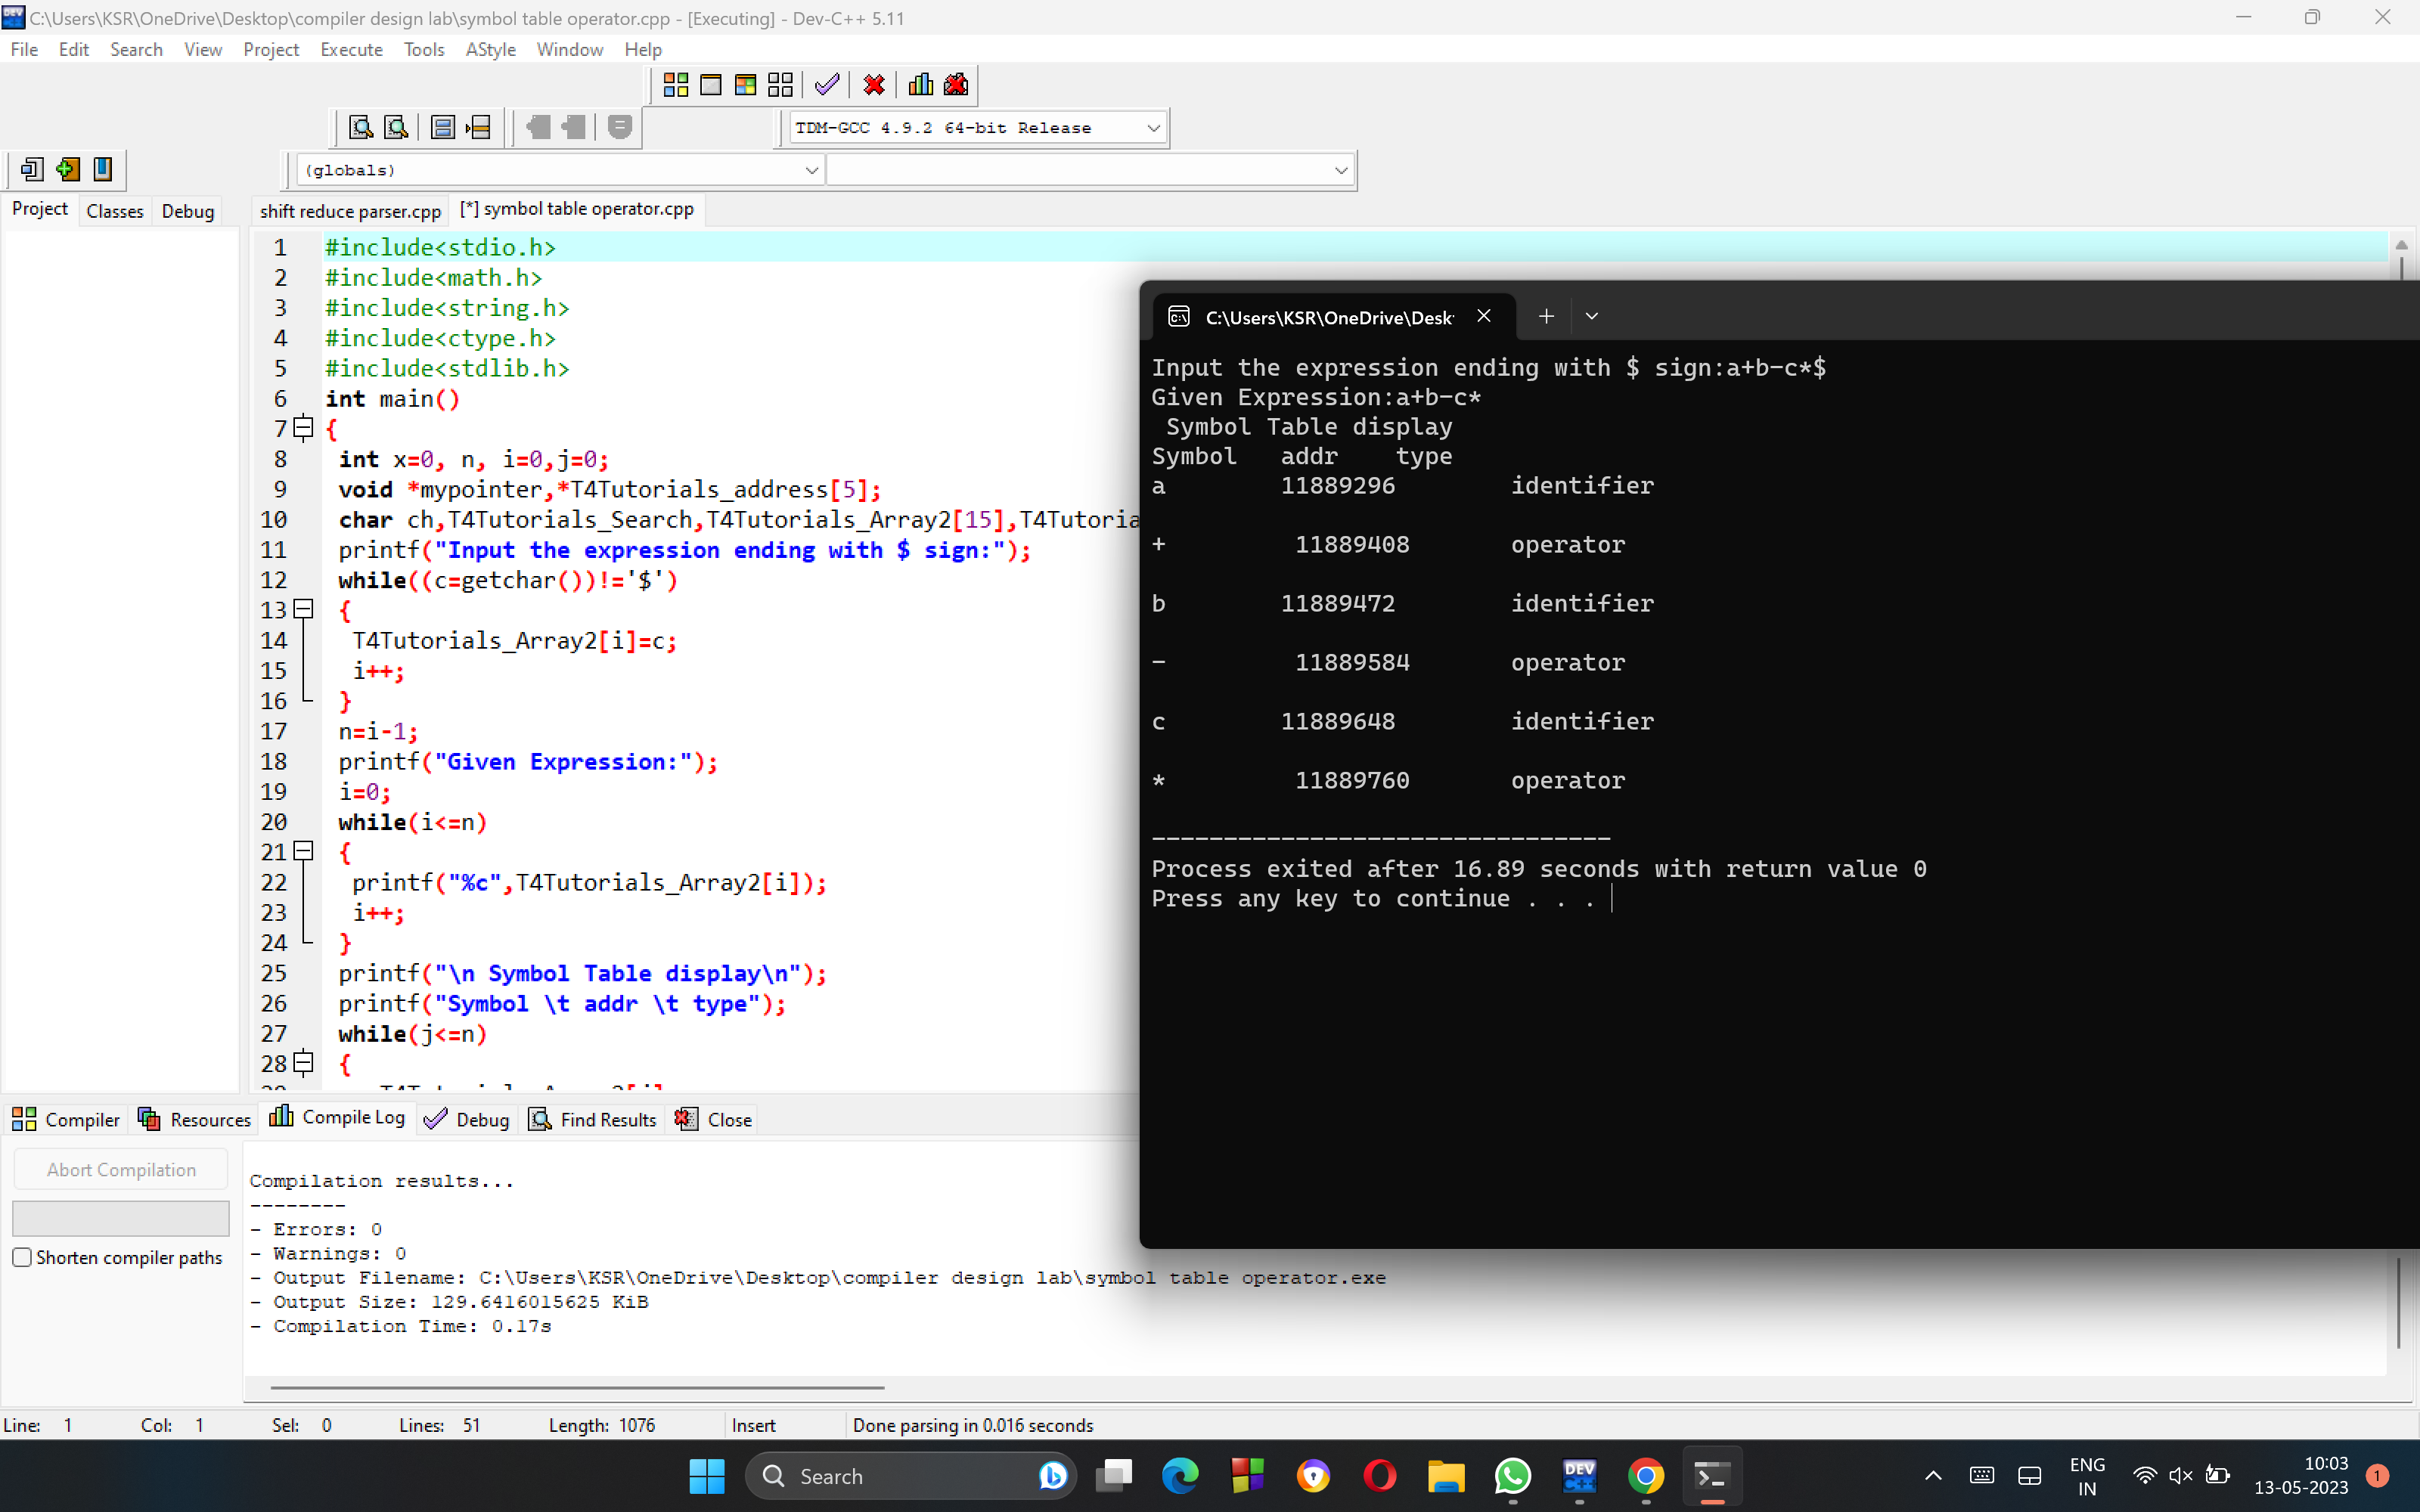 C:\Users\KSR\OneDrive\Desktop\compiler design lab\symbol table operator.cpp - [Executing] - Dev-C++ 5.11
File Edit Search View Project Execute Tools AStyle Window Help
TDM-GCC 4.9.2 64-bit Release
(globals)
Project Classes Debug
shift reduce parser.cpp [*] symbol table operator.cpp
1 #include<stdio.h>
2 #include<math.h>
3 #include<string.h>
4 #include<ctype.h>
5 #include<stdlib.h>
6 int main()
7 {
8 int x=0, n, i=0,j=0;
9 void *mypointer,*T4Tutorials_address[5];
10 char ch,T4Tutorials_Search,T4Tutorials_Array2[15],T4Tutoria
11 printf("Input the expression ending with $ sign:");
12 while((c=getchar())!='$')
13 {
14 T4Tutorials_Array2[i]=c;
15 i++;
16 }
17 n=i-1;
18 printf("Given Expression:");
19 i=0;
20 while(i<=n)
21 {
22 printf("%c",T4Tutorials_Array2[i]);
23 i++;
24 }
25 printf("\n Symbol Table display\n");
26 printf("Symbol \t addr \t type");
27 while(j<=n)
28 {
C:\Users\KSR\OneDrive\Desk
Input the expression ending with $ sign:a+b-c*$
Given Expression:a+b-c*
Symbol Table display
Symbol addr type
a 11889296 identifier
+ 11889408 operator
b 11889472 identifier
- 11889584 operator
c 11889648 identifier
* 11889760 operator
--------------------------------
Process exited after 16.89 seconds with return value 0
Press any key to continue . . .
Compiler Resources Compile Log Debug Find Results Close
Abort Compilation
Shorten compiler paths
Compilation results...
--------
- Errors: 0
- Warnings: 0
- Output Filename: C:\Users\KSR\OneDrive\Desktop\compiler design lab\symbol table operator.exe
- Output Size: 129.6416015625 KiB
- Compilation Time: 0.17s
Line: 1 Col: 1 Sel: 0 Lines: 51 Length: 1076 Insert Done parsing in 0.016 seconds
Search
DEV C++
ENG
IN
10:03
13-05-2023
1